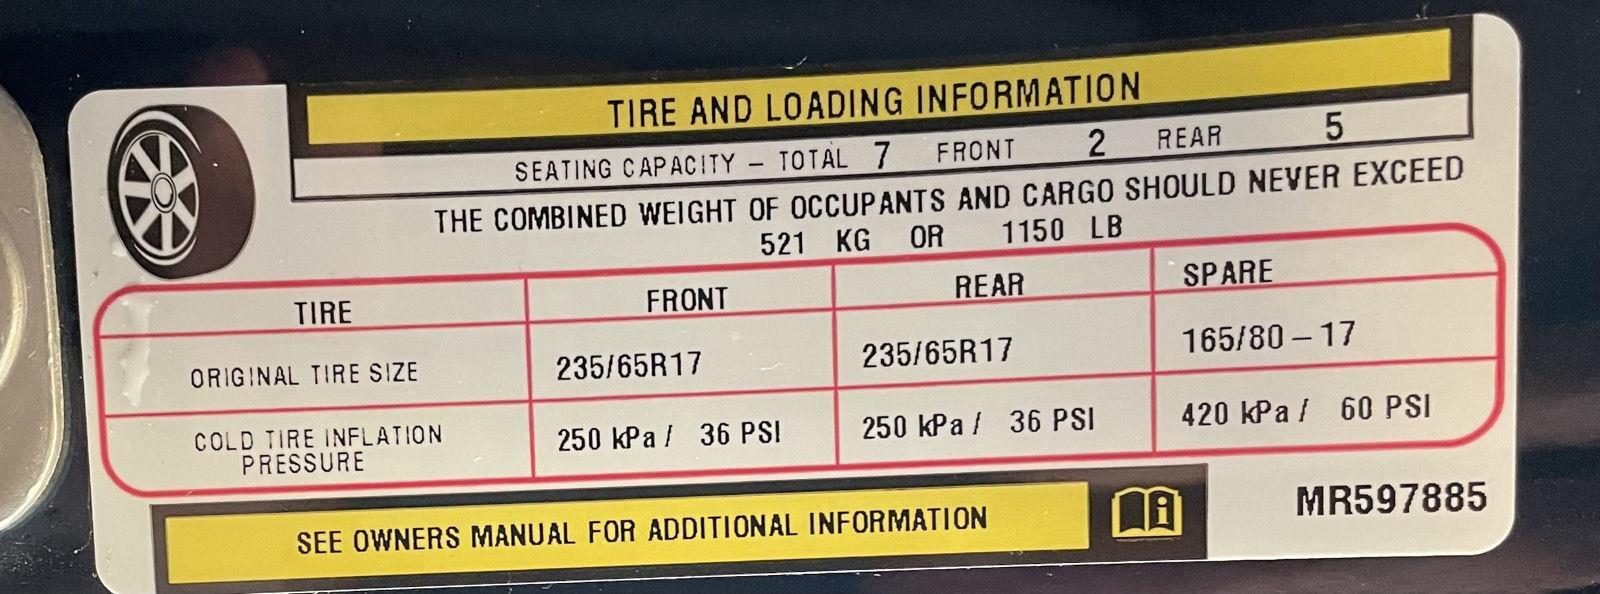 TIRE AND LOADING INFORMATION
SEATING CAPACITY – TOTAL 7 FRONT 2 REAR 5
THE COMBINED WEIGHT OF OCCUPANTS AND CARGO SHOULD NEVER EXCEED
521 KG OR 1150 LB
TIRE FRONT REAR SPARE
ORIGINAL TIRE SIZE 235/65R17 235/65R17 165/80 – 17
COLD TIRE INFLATION
PRESSURE 250 kPa / 36 PSI 250 kPa / 36 PSI 420 kPa / 60 PSI
SEE OWNERS MANUAL FOR ADDITIONAL INFORMATION
MR597885